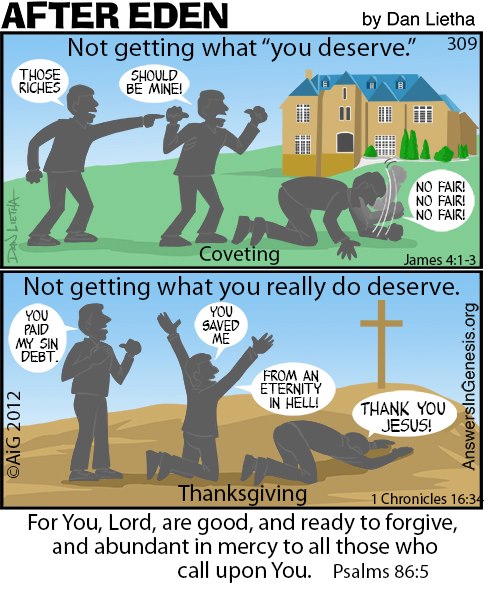 AFTER EDEN
by Dan Lietha
Not getting what "you deserve."
309
THOSE
RICHES
SHOULD
BE MINE!
NO FAIR!
NO FAIR!
NO FAIR!
DAN LIETHA
Coveting
James 4:1-3
Not getting what you really do deserve.
YOU
PAID
MY SIN
DEBT.
YOU
SAVED
ME
FROM AN
ETERNITY
IN HELL!
THANK YOU
JESUS!
©AiG 2012
AnswersInGenesis.org
Thanksgiving
1 Chronicles 16:34
For You, Lord, are good, and ready to forgive,
and abundant in mercy to all those who
call upon You. Psalms 86:5